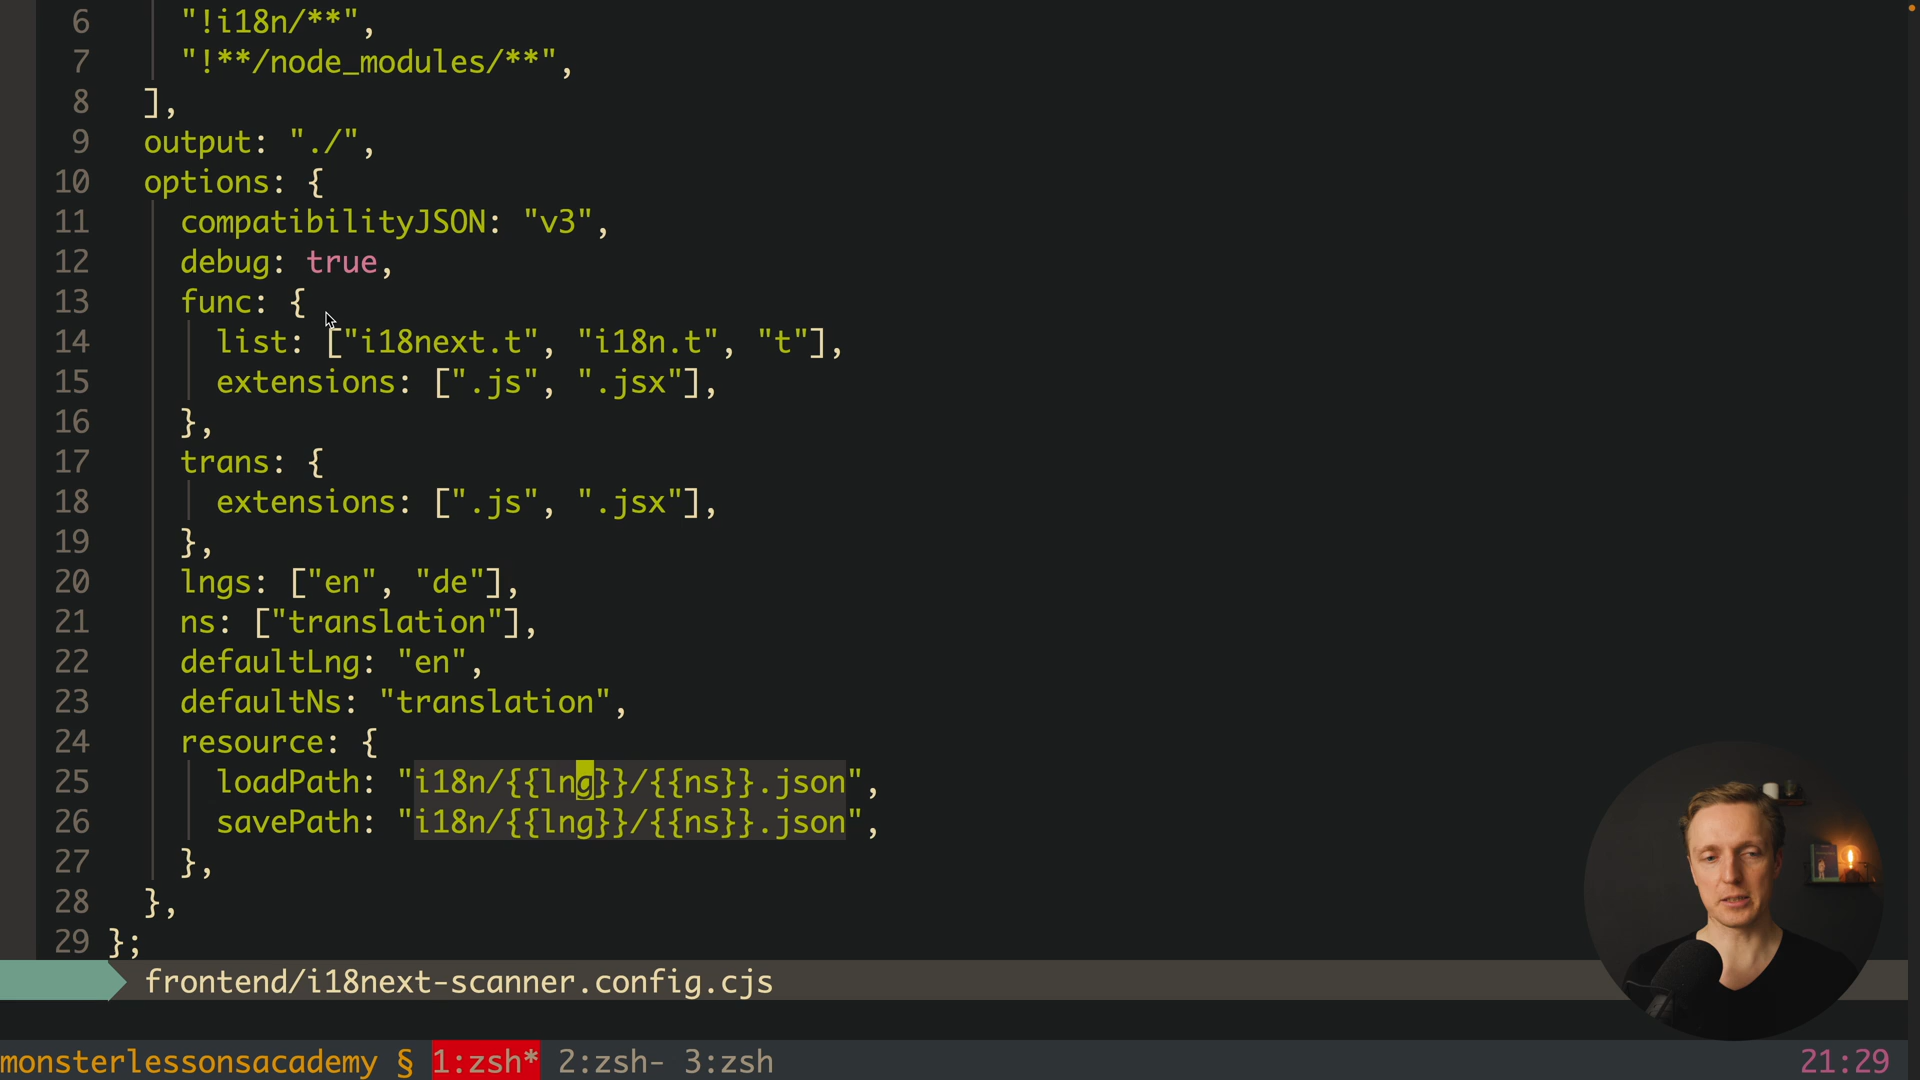 6 "!i18n/**",
7 "!**/node_modules/**",
8 ],
9 output: "./",
10 options: {
11 compatibilityJSON: "v3",
12 debug: true,
13 func: {
14 list: ["i18next.t", "i18n.t", "t"],
15 extensions: [".js", ".jsx"],
16 },
17 trans: {
18 extensions: [".js", ".jsx"],
19 },
20 lngs: ["en", "de"],
21 ns: ["translation"],
22 defaultLng: "en",
23 defaultNs: "translation",
24 resource: {
25 loadPath: "i18n/{{lng}}/{{ns}}.json",
26 savePath: "i18n/{{lng}}/{{ns}}.json",
27 },
28 },
29 };
frontend/i18next-scanner.config.cjs
monsterlessonsacademy § 1:zsh* 2:zsh- 3:zsh 21:29